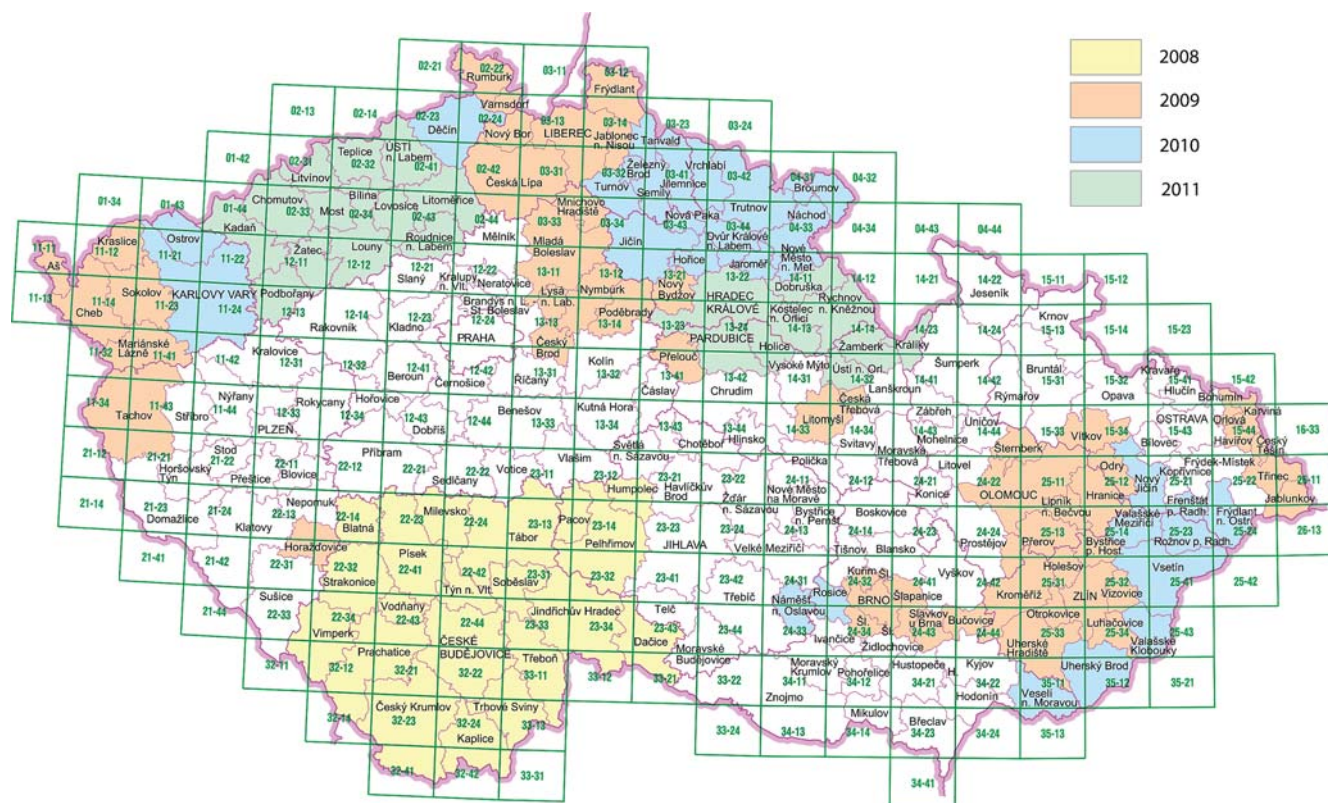 2008
2009
2010
2011
02-21 02-22 03-11 03-12
Rumburk
Frýdlant
02-13 02-14 02-23 Varnsdorf 03-23 03-24
Děčín 02-24 Nový Bor 03-13 LIBEREC 03-14 Jablonec n. Nisou Tanvald
01-42 02-31 Teplice 02-32 ÚSTÍ n. Labem 02-41 02-42 03-31 03-32 Železný Brod 03-41 Vrchlabí 03-42 04-31 04-32
Litvínov Česká Lípa Turnov Semily Jilemnice Trutnov Broumov
01-34 01-43 01-44 Chomutov 02-33 Most Bílina 02-34 Lovosice Litoměřice 02-43 02-44 Mnichovo Hradiště 03-33 03-34 Nová Paka 03-43 03-44 Náchod 04-33 04-34 04-44
Kadaň Roudnice n. Labem Mělník Mladá Boleslav Jičín Dvůr Králové n. Labem Nové Město n. Met.
11-11 Kraslice 11-12 Ostrov 11-21 11-22 Žatec 12-11 Louny 12-12 12-21 12-22 13-11 13-12 Hořice 13-21 Jaroměř 13-22 14-11 14-12 14-21 14-22 15-11 15-12
Aš Slaný Kralupy n. Vlt. Neratovice Lysá n. Lab. Nymburk Nový Bydžov HRADEC KRÁLOVÉ Dobruška Rychnov n. Kněžnou Jeseník
11-13 11-14 Sokolov 11-23 KARLOVY VARY 11-24 Podbořany 12-13 12-14 12-23 Brandýs n. L. St. Boleslav 12-24 13-13 Poděbrady 13-23 13-24 Kostelec n. Orlicí 14-13 14-14 14-23 14-24 Krnov 15-13 15-14 15-23
Cheb Rakovník Kladno PRAHA Český Brod PARDUBICE Holice Žamberk Králíky
Mariánské Lázně 11-32 11-41 11-42 Kralovice 12-31 12-32 12-41 12-42 13-31 Kolín 13-32 Přelouč 13-41 13-42 Vysoké Mýto 14-31 14-32 14-41 Šumperk 14-42 Bruntál 15-31 15-32 Kravaře 15-41 15-42
Beroun Černošice Říčany Čáslav Chrudim Ústí n. Orl. Lanškroun Rýmařov Opava Hlučín Bohumín
11-34 Tachov 11-43 Stříbro Nýřany 11-44 12-33 Rokycany 12-34 Hořovice 12-43 Dobříš 12-44 Benešov 13-33 Kutná Hora 13-34 13-43 13-44 14-33 Litomyšl Česká Třebová 14-34 Zábřeh 14-43 Uničov 14-44 15-33 Vítkov 15-34 OSTRAVA 15-43 Orlová 15-44 Karviná 16-33
PLZEŇ Světlá n. Sázavou Chotěboř Hlinsko Svitavy Mohelnice Šternberk Bílovec Havířov Český Těšín
21-12 21-21 Stod 21-22 22-11 22-12 Příbram 22-21 22-22 Votice 23-11 Vlašim 23-12 23-21 23-22 Polička 24-11 24-12 Moravská Třebová 24-21 Litovel 24-22 25-11 Odry 25-12 Kopřivnice 25-21 Frýdek-Místek 25-22 Třinec 26-11
Horšovský Týn Přeštice Blovice Sedlčany Humpolec Havlíčkův Brod Žďár n. Sázavou Nové Město na Moravě Konice OLOMOUC Lipník n. Bečvou Hranice Nový Jičín Jablunkov
21-14 21-23 Domažlice 21-24 Klatovy Nepomuk 22-13 22-14 Blatná 22-23 Milevsko 22-24 23-13 Pacov 23-14 23-23 23-24 Bystřice n. Pernšt. 24-13 Boskovice 24-14 24-23 24-24 25-13 Valašské Meziříčí 25-14 Frenštát p. Radh. 25-23 Frýdlant n. Ostr. 25-24 26-13
Horažďovice Písek Tábor Pelhřimov JIHLAVA Velké Meziříčí Tišnov Blansko Prostějov Přerov Bystřice p. Host. Rožnov p. Radh.
21-41 21-42 22-31 22-32 22-41 22-42 Soběslav 23-31 23-32 23-41 23-42 24-31 Kuřim 24-32 Šl. 24-41 Vyškov 24-42 Holešov 25-31 25-32 Vsetín 25-41 25-42
Sušice Strakonice Týn n. Vlt. Třebíč Rosice Šlapanice Kroměříž ZLÍN Vizovice
21-44 22-33 22-34 Vodňany 22-43 22-44 Jindřichův Hradec 23-33 23-34 Telč 23-43 23-44 Náměšť n. Oslavou 24-33 BRNO 24-34 Slavkov u Brna 24-43 Bučovice 24-44 Otrokovice 25-33 Luhačovice 25-34 25-43
Vimperk ČESKÉ BUDĚJOVICE Dačice Ivančice Šl. Šl. Židlochovice Uherské Hradiště Valašské Klobouky
32-11 32-12 Prachatice 32-21 32-22 Třeboň 33-11 33-12 33-21 Moravské Budějovice 33-22 Moravský Krumlov 34-11 Pohořelice 34-12 Hustopeče 34-21 H. Kyjov 34-22 35-11 Uherský Brod 35-12 35-21
32-14 Český Krumlov 32-23 32-24 Trhové Sviny 33-13 Znojmo Mikulov Hodonín Veselí n. Moravou
Kaplice 33-24 34-13 34-14 Břeclav 34-23 34-24 35-13
32-41 32-42 33-31 34-41